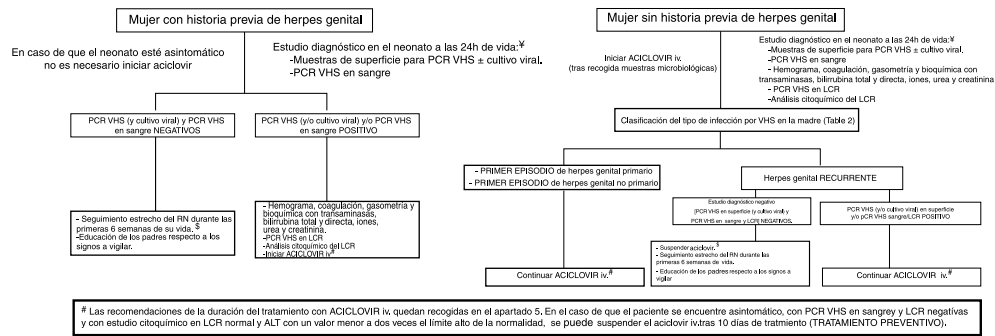 Mujer con historia previa de herpes genital
En caso de que el neonato esté asintomático
no es necesario iniciar aciclovir
Estudio diagnóstico en el neonato a las 24h de vida:¥
-Muestras de superficie para PCR VHS ± cultivo viral.
-PCR VHS en sangre
PCR VHS (y cultivo viral) y PCR VHS
en sangre NEGATIVOS
PCR VHS (y/o cultivo viral) y/o PCR VHS
en sangre POSITIVO
- Seguimiento estrecho del RN durante las
primeras 6 semanas de su vida. $
-Educación de los padres respecto a los
signos a vigilar.
- Hemograma, coagulación, gasometría y
bioquímica con transaminasas,
bilirrubina total y directa, iones,
urea y creatinina.
-PCR VHS en LCR
-Análisis citoquímico del LCR
-Iniciar ACICLOVIR iv#
Mujer sin historia previa de herpes genital
Iniciar ACICLOVIR iv.
(tras recogida muestras microbiológicas)
Estudio diagnóstico en el neonato a las 24h de vida:¥
-Muestras de superficie para PCR VHS ± cultivo viral.
-PCR VHS en sangre
- Hemograma, coagulación, gasometría y bioquímica con
transaminasas, bilirrubina total y directa, iones, urea y creatinina
- PCR VHS en LCR
-Análisis citoquímico del LCR
Clasificación del tipo de infección por VHS en la madre (Table 2)
- PRIMER EPISODIO de herpes genital primario
- PRIMER EPISODIO de herpes genital no primario
Herpes genital RECURRENTE
Estudio diagnóstico negativo
[PCR VHS en superficie (y cultivo viral) y
PCR VHS en sangre y LCR] NEGATIVOS.
PCR VHS (y/o cultivo viral) en superficie
y/o pCR VHS sangre/LCR POSITIVO
- Suspender aciclovir.$
- Seguimiento estrecho del RN durante las
primeras 6 semanas de vida.
- Educación de los padres respecto a los signos a
vigilar
Continuar ACICLOVIR iv.#
Continuar ACICLOVIR iv.#
# Las recomendaciones de la duración del tratamiento con ACICLOVIR iv. quedan recogidas en el apartado 5. En el caso de que el paciente se encuentre asintomático, con PCR VHS en sangrey y LCR negativas
y con estudio citoquímico en LCR normal y ALT con un valor menor a dos veces el límite alto de la normalidad, se puede suspender el aciclovir iv.tras 10 días de tratmiento (TRATAMIENTO PREVENTIVO).